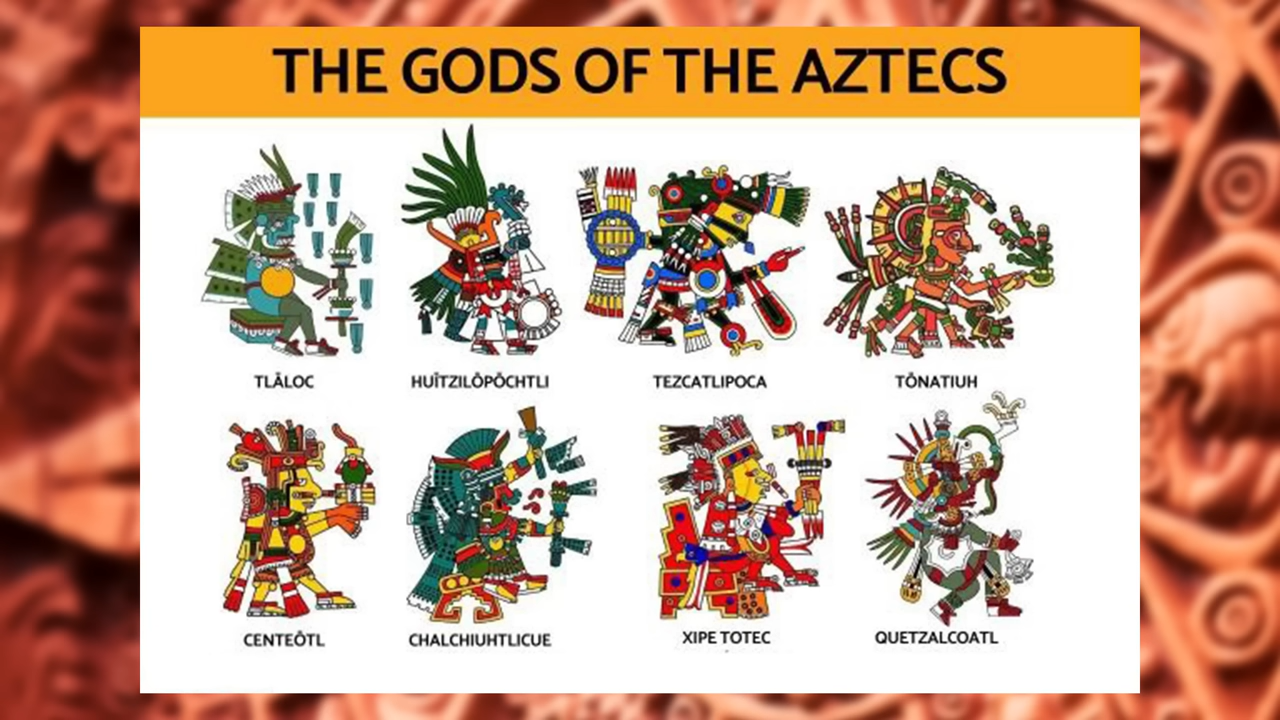 THE GODS OF THE AZTECS
TLĀLOC
HUĪTZILŌPŌCHTLI
TEZCATLIPOCA
TŌNATIUH
CENTEŌTL
CHALCHIUHTLICUE
XIPE TOTEC
QUETZALCOATL